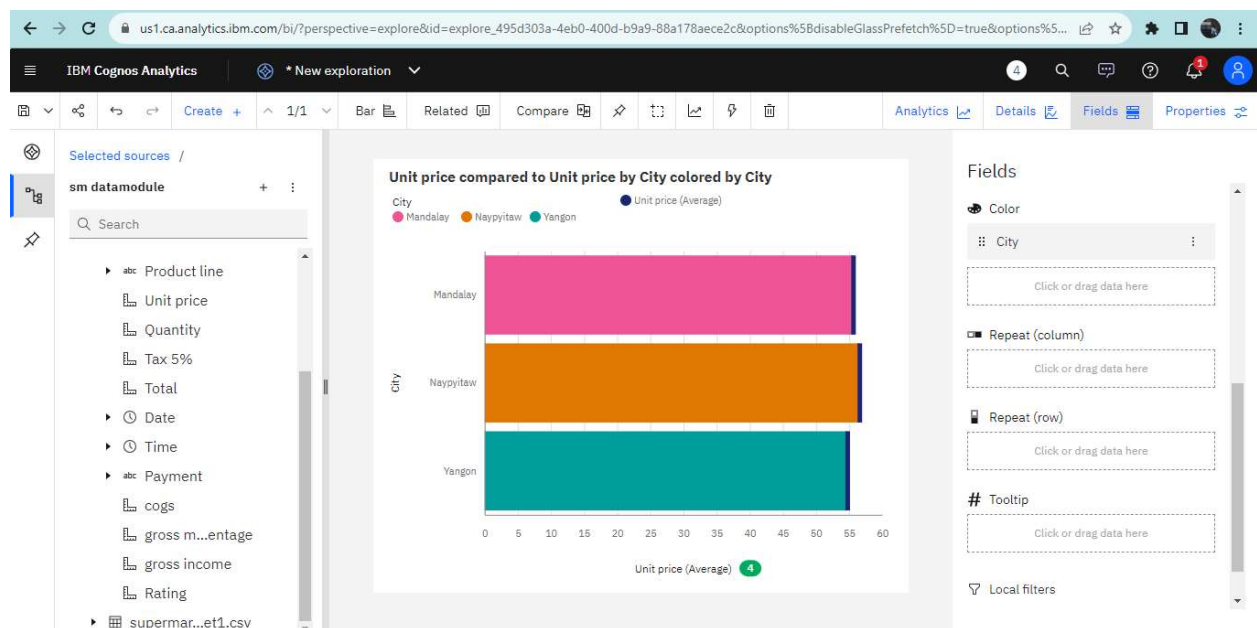 us1.ca.analytics.ibm.com/bi/?perspective=explore&id=explore_495d303a-4eb0-400d-b9a9-88a178aece2c&options%5BdisableGlassPrefetch%5D=true&options%5...
IBM Cognos Analytics
* New exploration
4
1
Create +
1/1
Bar
Related
Compare
Analytics
Details
Fields
Properties
Selected sources /
sm datamodule
Search
abc Product line
Unit price
Quantity
Tax 5%
Total
Date
Time
abc Payment
cogs
gross m...entage
gross income
Rating
supermar...et1.csv
Unit price compared to Unit price by City colored by City
City
Mandalay Naypyitaw Yangon
Unit price (Average)
City
Mandalay
Naypyitaw
Yangon
0 5 10 15 20 25 30 35 40 45 50 55 60
Unit price (Average) 4
Fields
Color
City
Click or drag data here
Repeat (column)
Click or drag data here
Repeat (row)
Click or drag data here
# Tooltip
Click or drag data here
Local filters